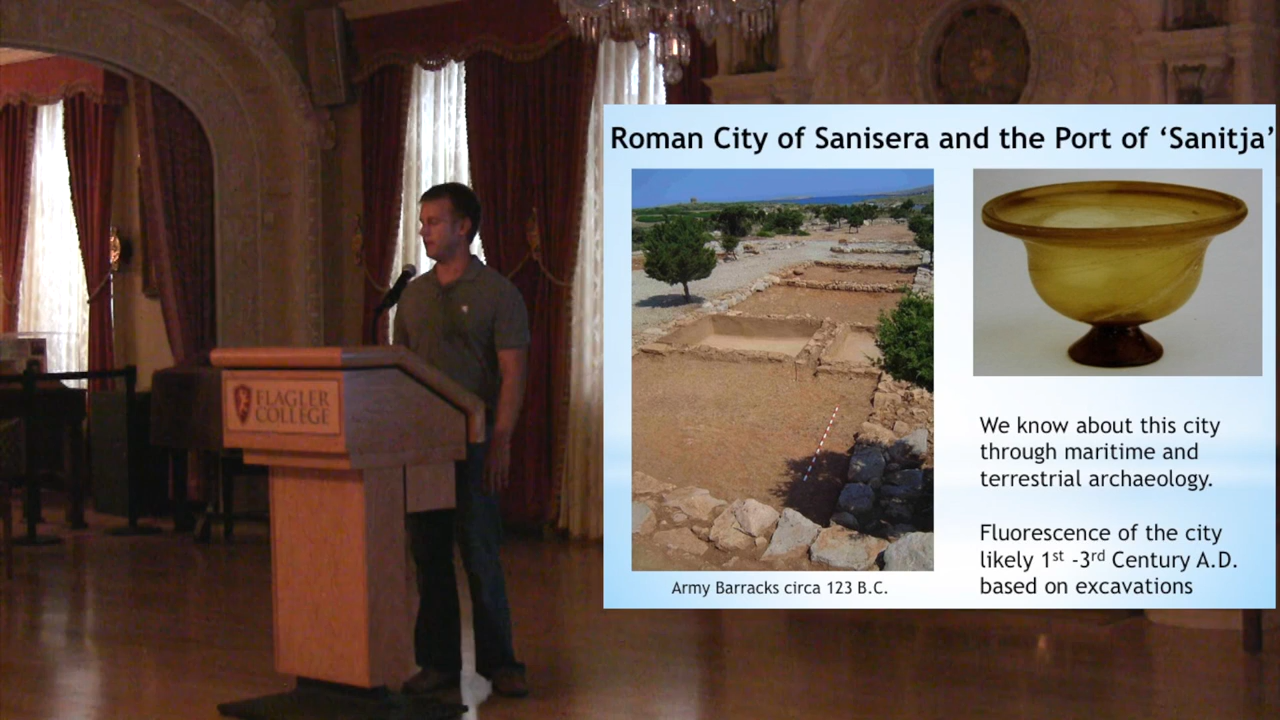 FLAGLER
COLLEGE
Roman City of Sanisera and the Port of ‘Sanitja’
We know about this city
through maritime and
terrestrial archaeology.
Fluorescence of the city
likely 1st -3rd Century A.D.
based on excavations
Army Barracks circa 123 B.C.